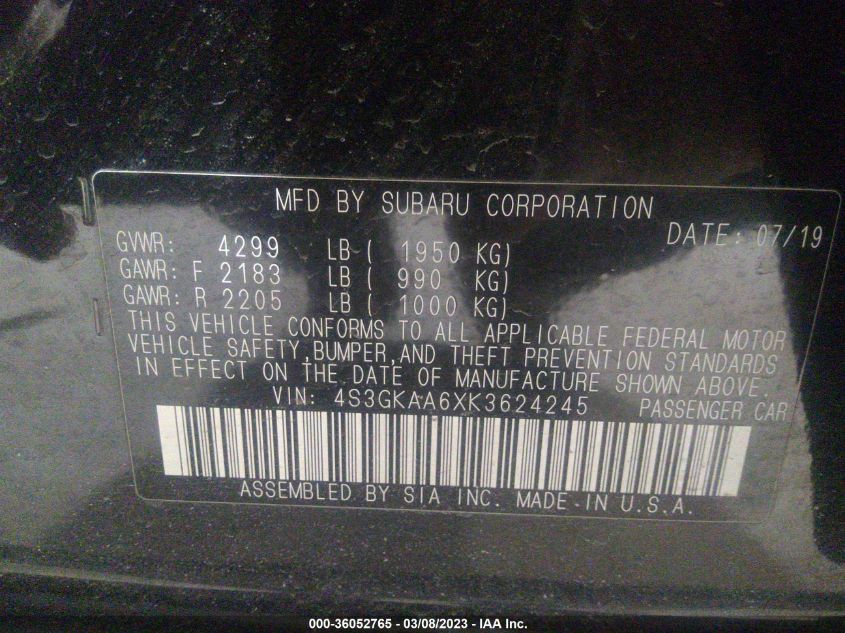 MFD BY SUBARU CORPORATION
DATE: 07/19
GVWR: 4299 LB ( 1950 KG)
GAWR: F 2183 LB ( 990 KG)
GAWR: R 2205 LB ( 1000 KG)
THIS VEHICLE CONFORMS TO ALL APPLICABLE FEDERAL MOTOR
VEHICLE SAFETY, BUMPER, AND THEFT PREVENTION STANDARDS
IN EFFECT ON THE DATE OF MANUFACTURE SHOWN ABOVE.
VIN: 4S3GKAA6XK3624245 PASSENGER CAR
ASSEMBLED BY SIA INC. MADE IN U.S.A.
000-36052765 - 03/08/2023 - IAA Inc.